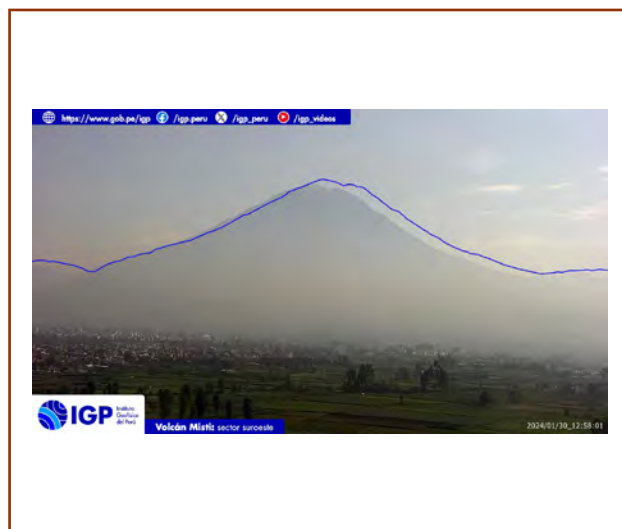 https://www.gob.pe/igp /igp.peru /igp_peru /igp_videos
IGP
Instituto
Geofísico
del Perú
Volcán Misti: sector suroeste
2024/01/30_12:58:01